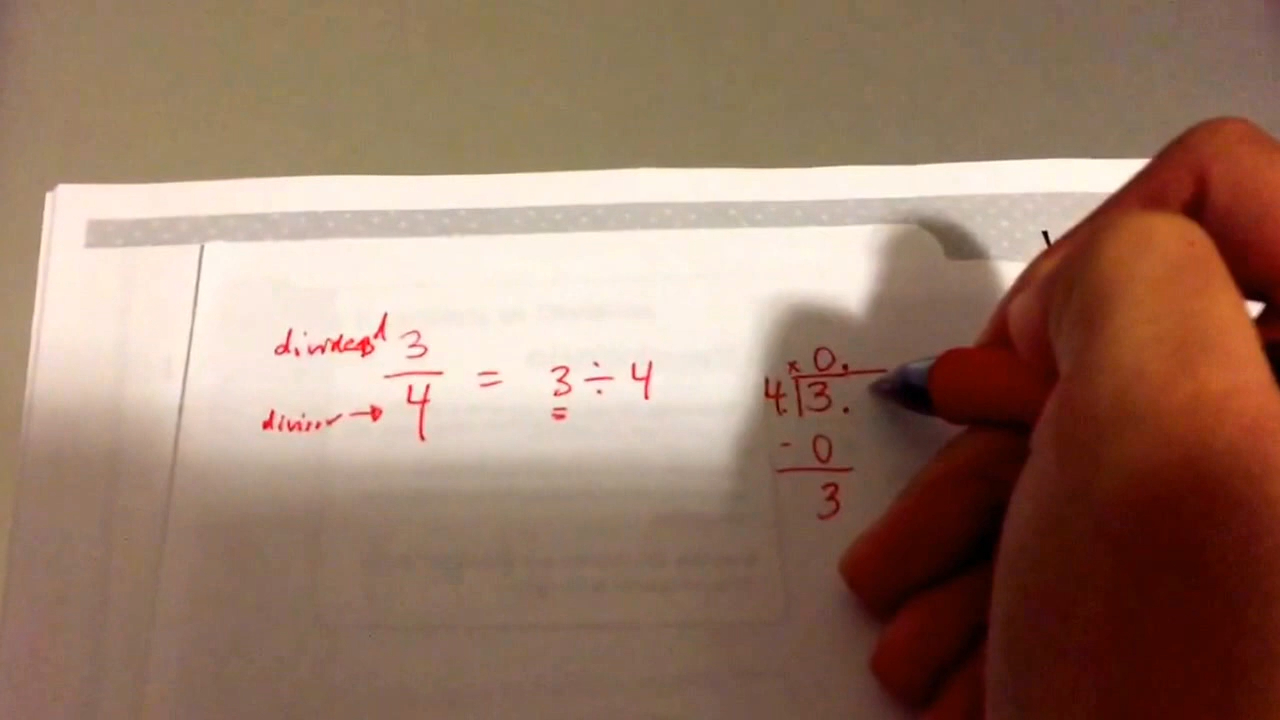 dividend 3
4
divisor →
= 3 ÷ 4
x 0.
4 3.
- 0
3